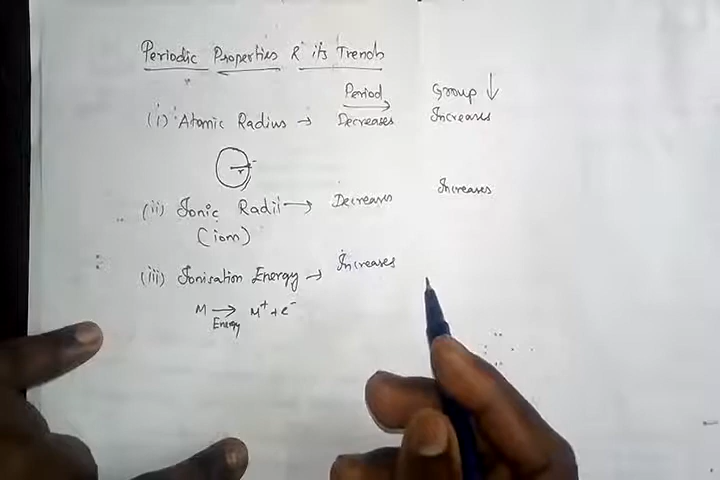 Periodic Properties & its Trends
Period Group ↓
(i) Atomic Radius → Decreases Increases
r e⁻
(ii) Ionic Radii → Decreases Increases
(ion)
(iii) Ionisation Energy → Increases
M → M⁺ + e⁻
Energy